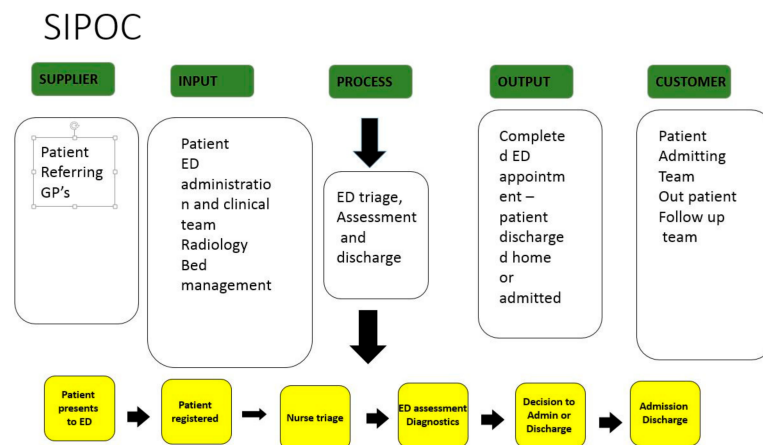 SIPOC
SUPPLIER
INPUT
PROCESS
OUTPUT
CUSTOMER
Patient
Referring
GP's
Patient
ED
administratio
n and clinical
team
Radiology
Bed
management
ED triage,
Assessment
and
discharge
Complete
d ED
appointm
ent –
patient
discharge
d home
or
admitted
Patient
Admitting
Team
Out patient
Follow up
team
Patient
presents
to ED
Patient
registered
Nurse triage
ED assessment
Diagnostics
Decision to
Admin or
Discharge
Admission
Discharge